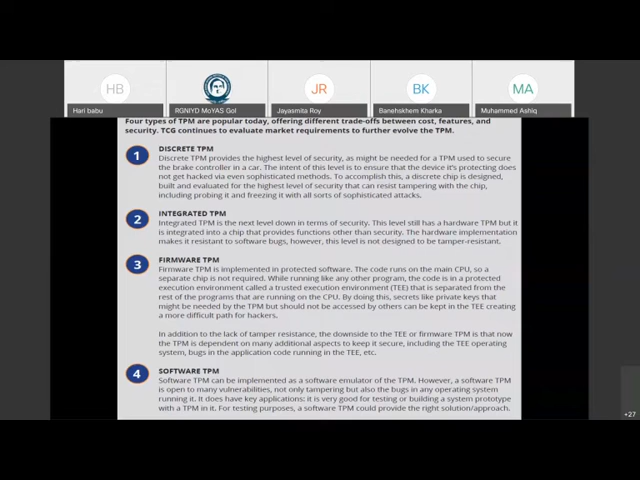 HB
JR
BK
MA
Hari babu
RGNIYD MoYAS GoI
Jayasmita Roy
Banehskhem Kharka
Muhammed Ashiq
Four types of TPM are popular today, offering different trade-offs between cost, features, and
security. TCG continues to evaluate market requirements to further evolve the TPM.
1
DISCRETE TPM
Discrete TPM provides the highest level of security, as might be needed for a TPM used to secure
the brake controller in a car. The intent of this level is to ensure that the device it's protecting does
not get hacked via even sophisticated methods. To accomplish this, a discrete chip is designed,
built and evaluated for the highest level of security that can resist tampering with the chip,
including probing it and freezing it with all sorts of sophisticated attacks.
2
INTEGRATED TPM
Integrated TPM is the next level down in terms of security. This level still has a hardware TPM but it
is integrated into a chip that provides functions other than security. The hardware implementation
makes it resistant to software bugs, however, this level is not designed to be tamper-resistant.
3
FIRMWARE TPM
Firmware TPM is implemented in protected software. The code runs on the main CPU, so a
separate chip is not required. While running like any other program, the code is in a protected
execution environment called a trusted execution environment (TEE) that is separated from the
rest of the programs that are running on the CPU. By doing this, secrets like private keys that
might be needed by the TPM but should not be accessed by others can be kept in the TEE creating
a more difficult path for hackers.
In addition to the lack of tamper resistance, the downside to the TEE or firmware TPM is that now
the TPM is dependent on many additional aspects to keep it secure, including the TEE operating
system, bugs in the application code running in the TEE, etc.
4
SOFTWARE TPM
Software TPM can be implemented as a software emulator of the TPM. However, a software TPM
is open to many vulnerabilities, not only tampering but also the bugs in any operating system
running it. It does have key applications: it is very good for testing or building a system prototype
with a TPM in it. For testing purposes, a software TPM could provide the right solution/approach.
+27